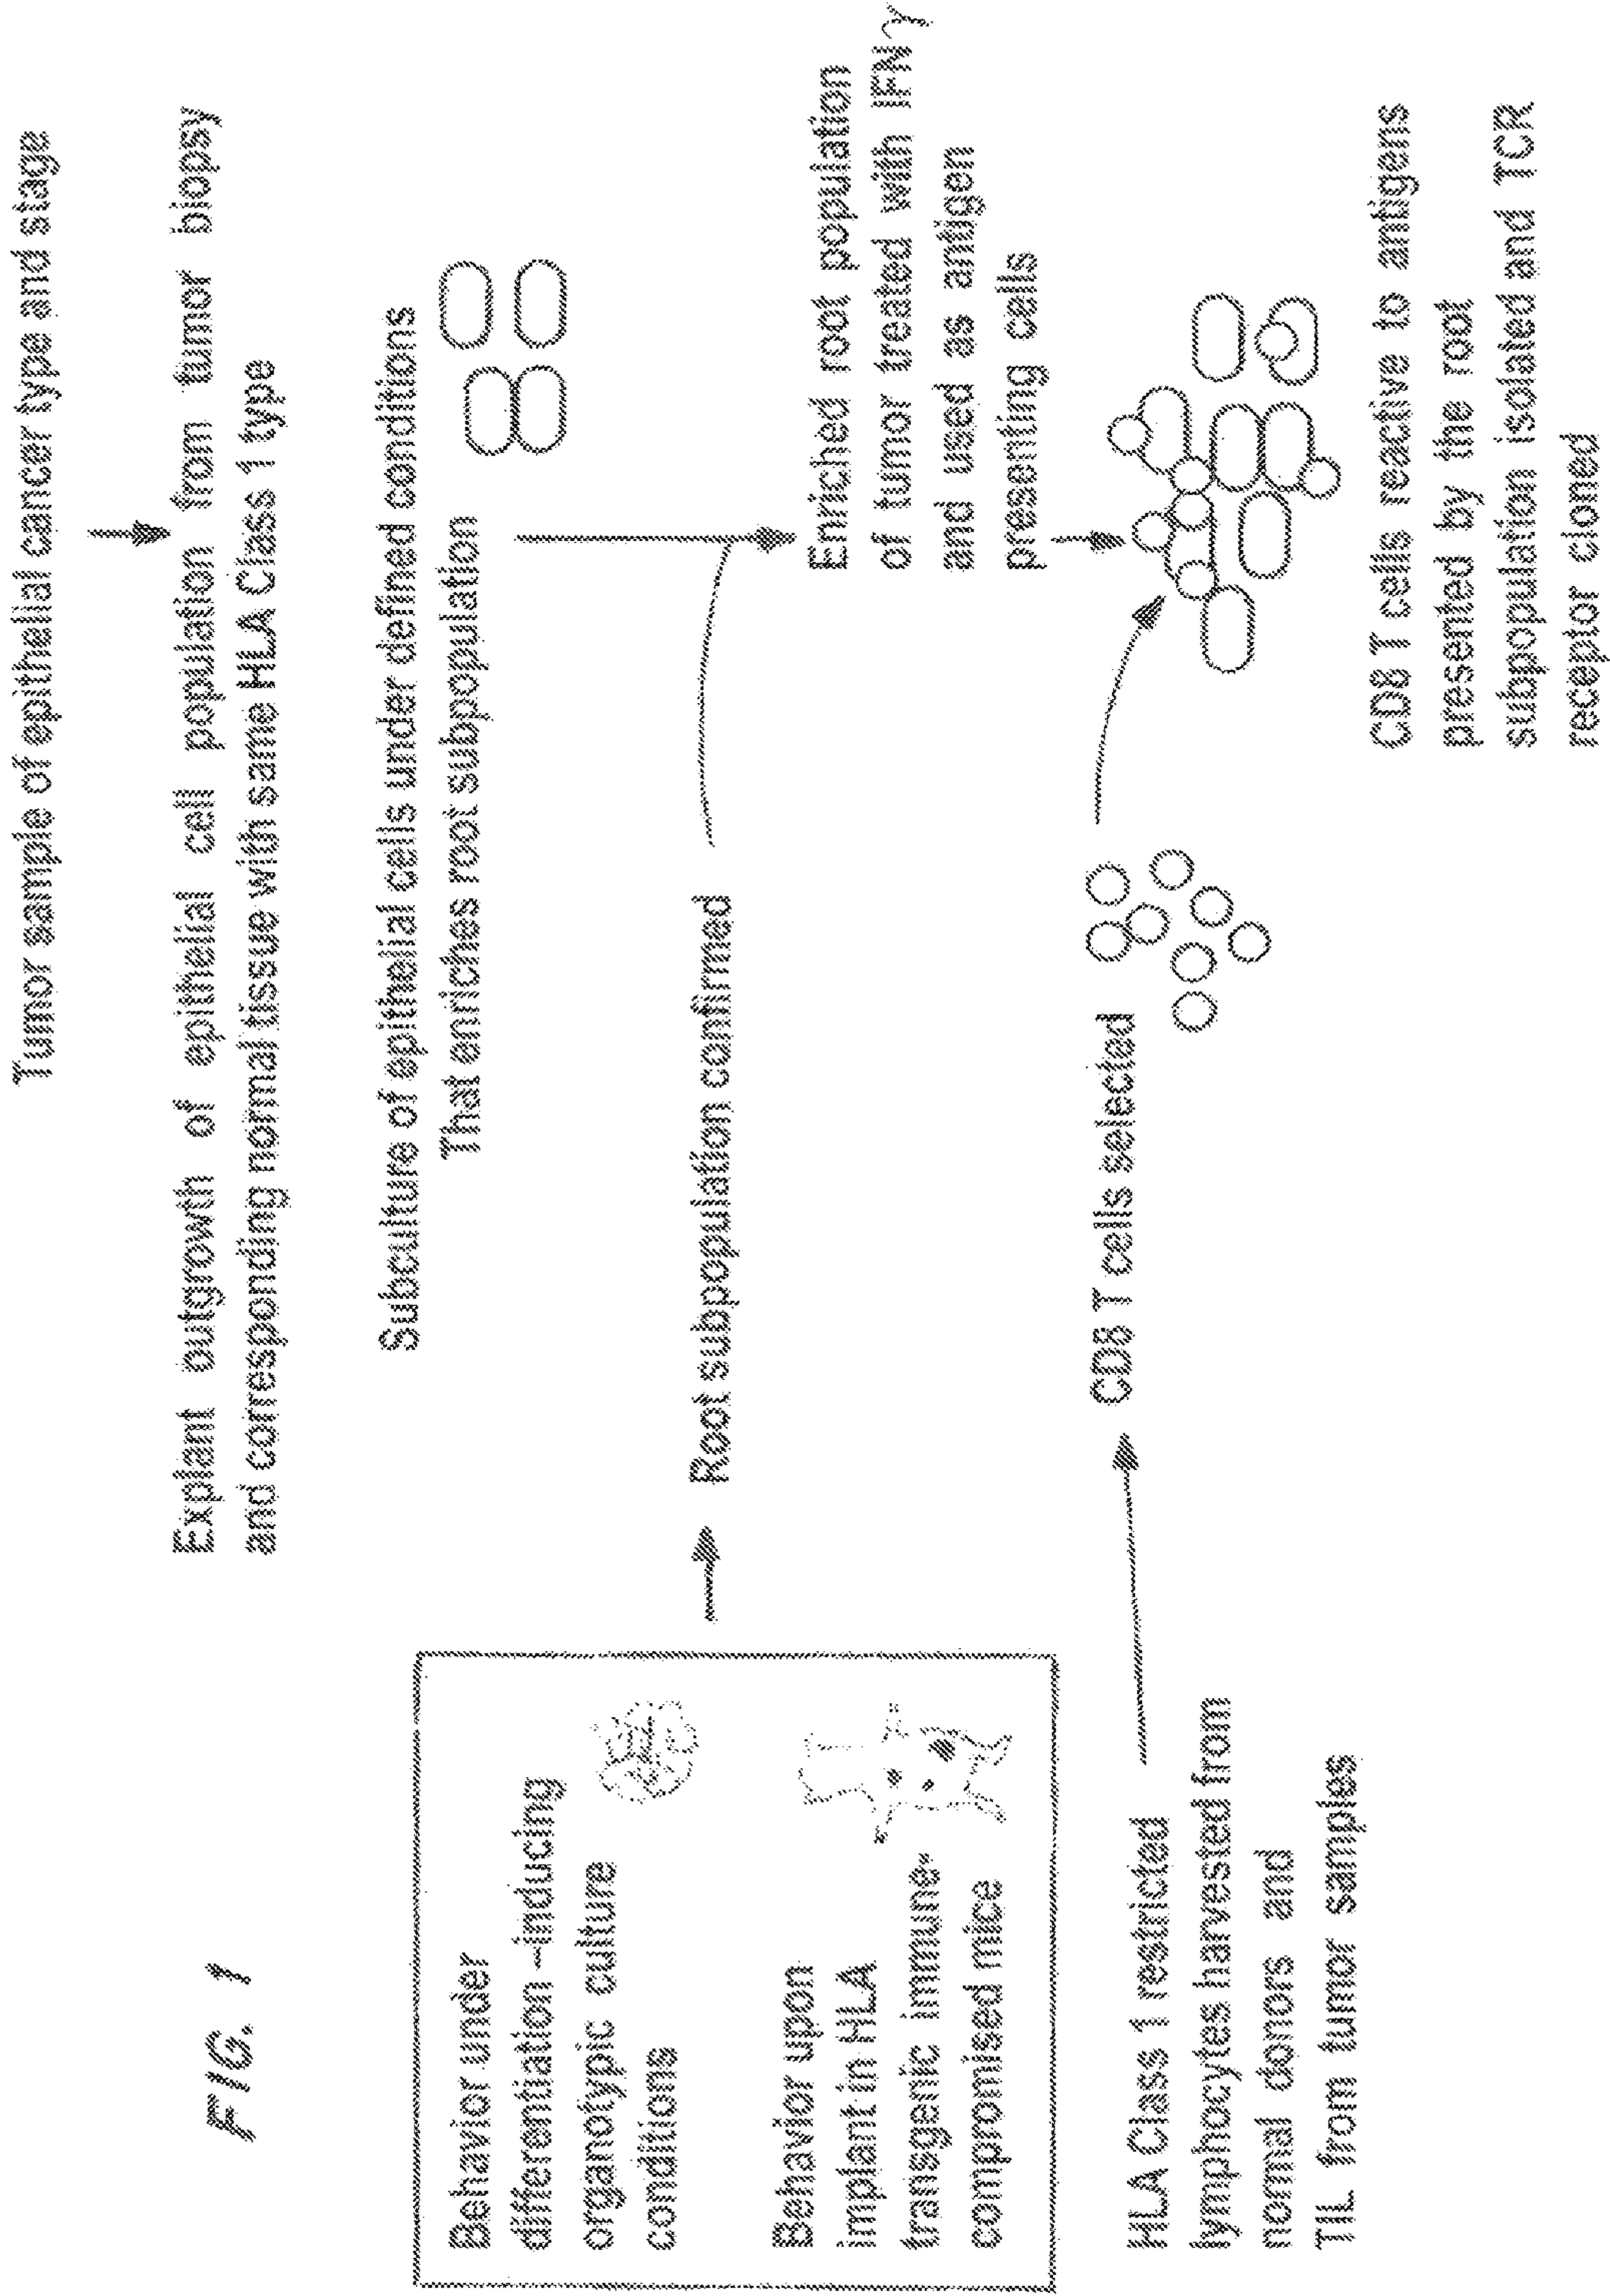 FIG. 1
Tumor sample of epithelial cancer type and stage
Explant outgrowth of epithelial cell population from tumor biopsy
and corresponding normal tissue with same HLA Class 1 type
Subculture of epithelial cells under defined conditions
That enriches root subpopulation
Behavior under
differentiation -inducing
organotypic culture
conditions
Behavior upon
implant in HLA
transgenic immune-
compromised mice
Root subpopulation confirmed
Enriched root population
of tumor treated with IFNγ
and used as antigen
presenting cells
HLA Class 1 restricted
lymphocytes harvested from
normal donors and
TIL from tumor samples
CD8 T cells selected
CD8 T cells reactive to antigens
presented by the root
subpopulation isolated and TCR
receptor cloned